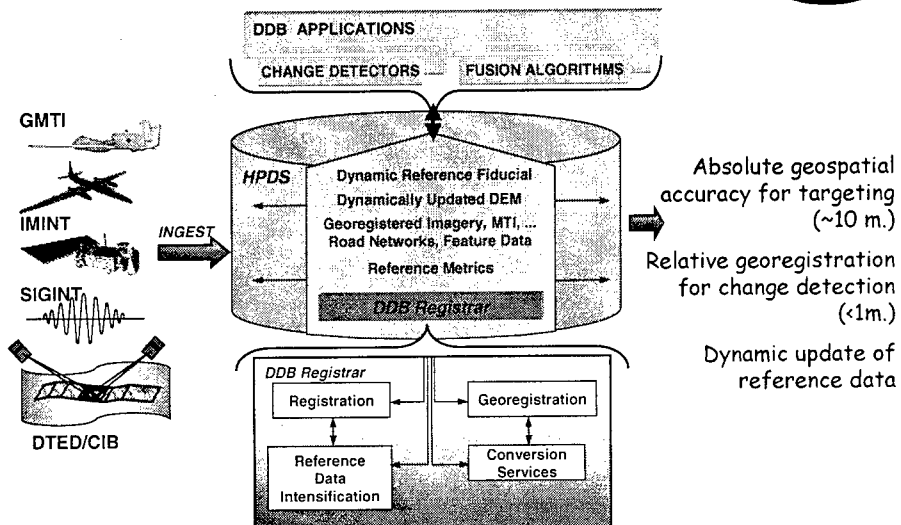 DDB APPLICATIONS
CHANGE DETECTORS
FUSION ALGORITHMS
GMTI
IMINT
SIGINT
DTED/CIB
INGEST
HPDS
Dynamic Reference Fiducial
Dynamically Updated DEM
Georegistered Imagery, MTI, ...
Road Networks, Feature Data
Reference Metrics
DDB Registrar
DDB Registrar
Registration
Georegistration
Reference
Data
Intensification
Conversion
Services
Absolute geospatial
accuracy for targeting
(~10 m.)
Relative georegistration
for change detection
(<1m.)
Dynamic update of
reference data